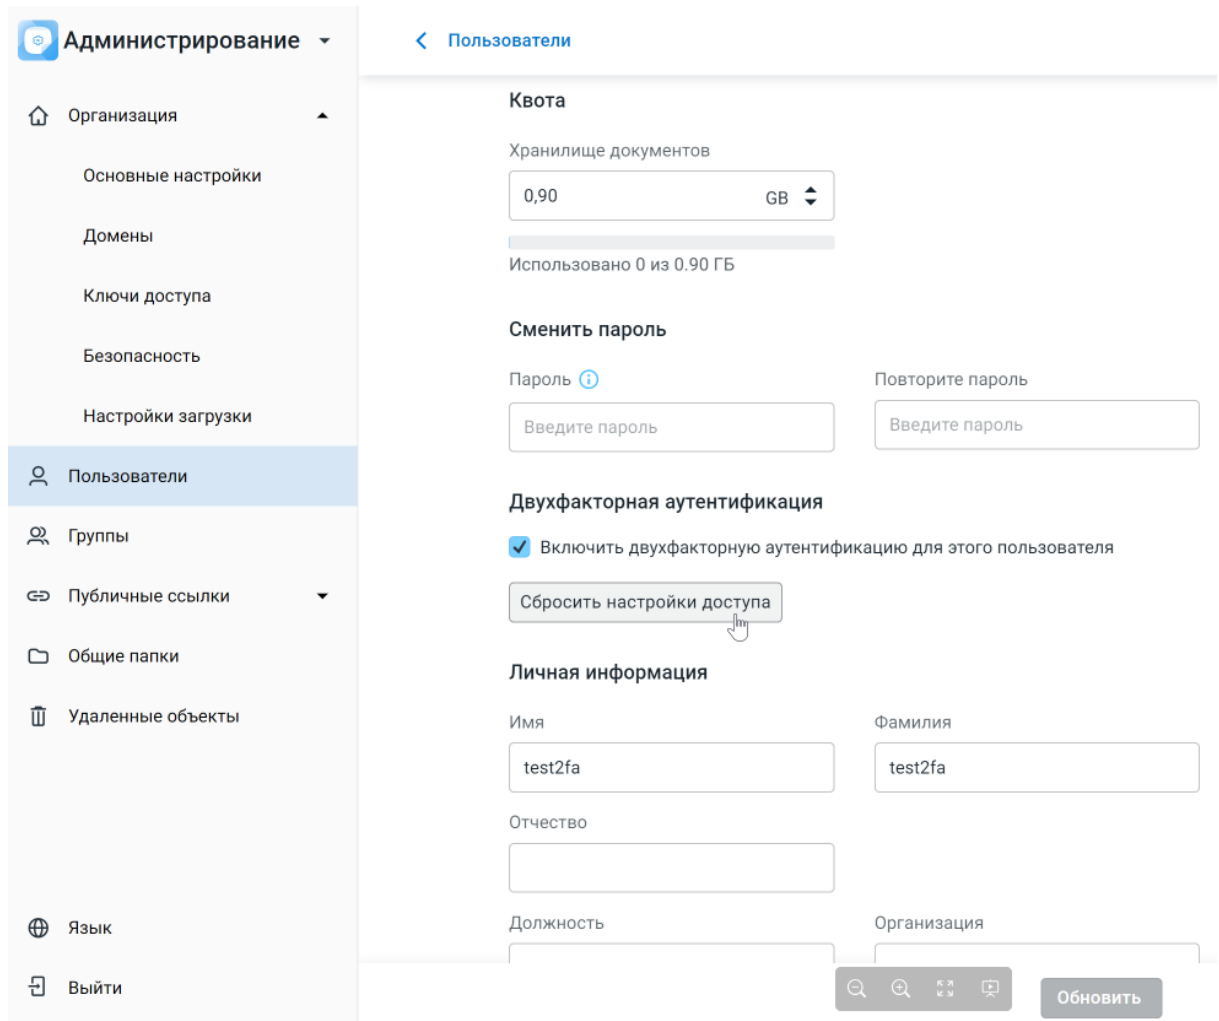 Администрирование
Организация
Основные настройки
Домены
Ключи доступа
Безопасность
Настройки загрузки
Пользователи
Группы
Публичные ссылки
Общие папки
Удаленные объекты
Язык
Выйти
Пользователи
Квота
Хранилище документов
0,90 GB
Использовано 0 из 0.90 ГБ
Сменить пароль
Пароль Повторите пароль
Введите пароль Введите пароль
Двухфакторная аутентификация
Включить двухфакторную аутентификацию для этого пользователя
Сбросить настройки доступа
Личная информация
Имя Фамилия
test2fa test2fa
Отчество
Должность Организация
Обновить